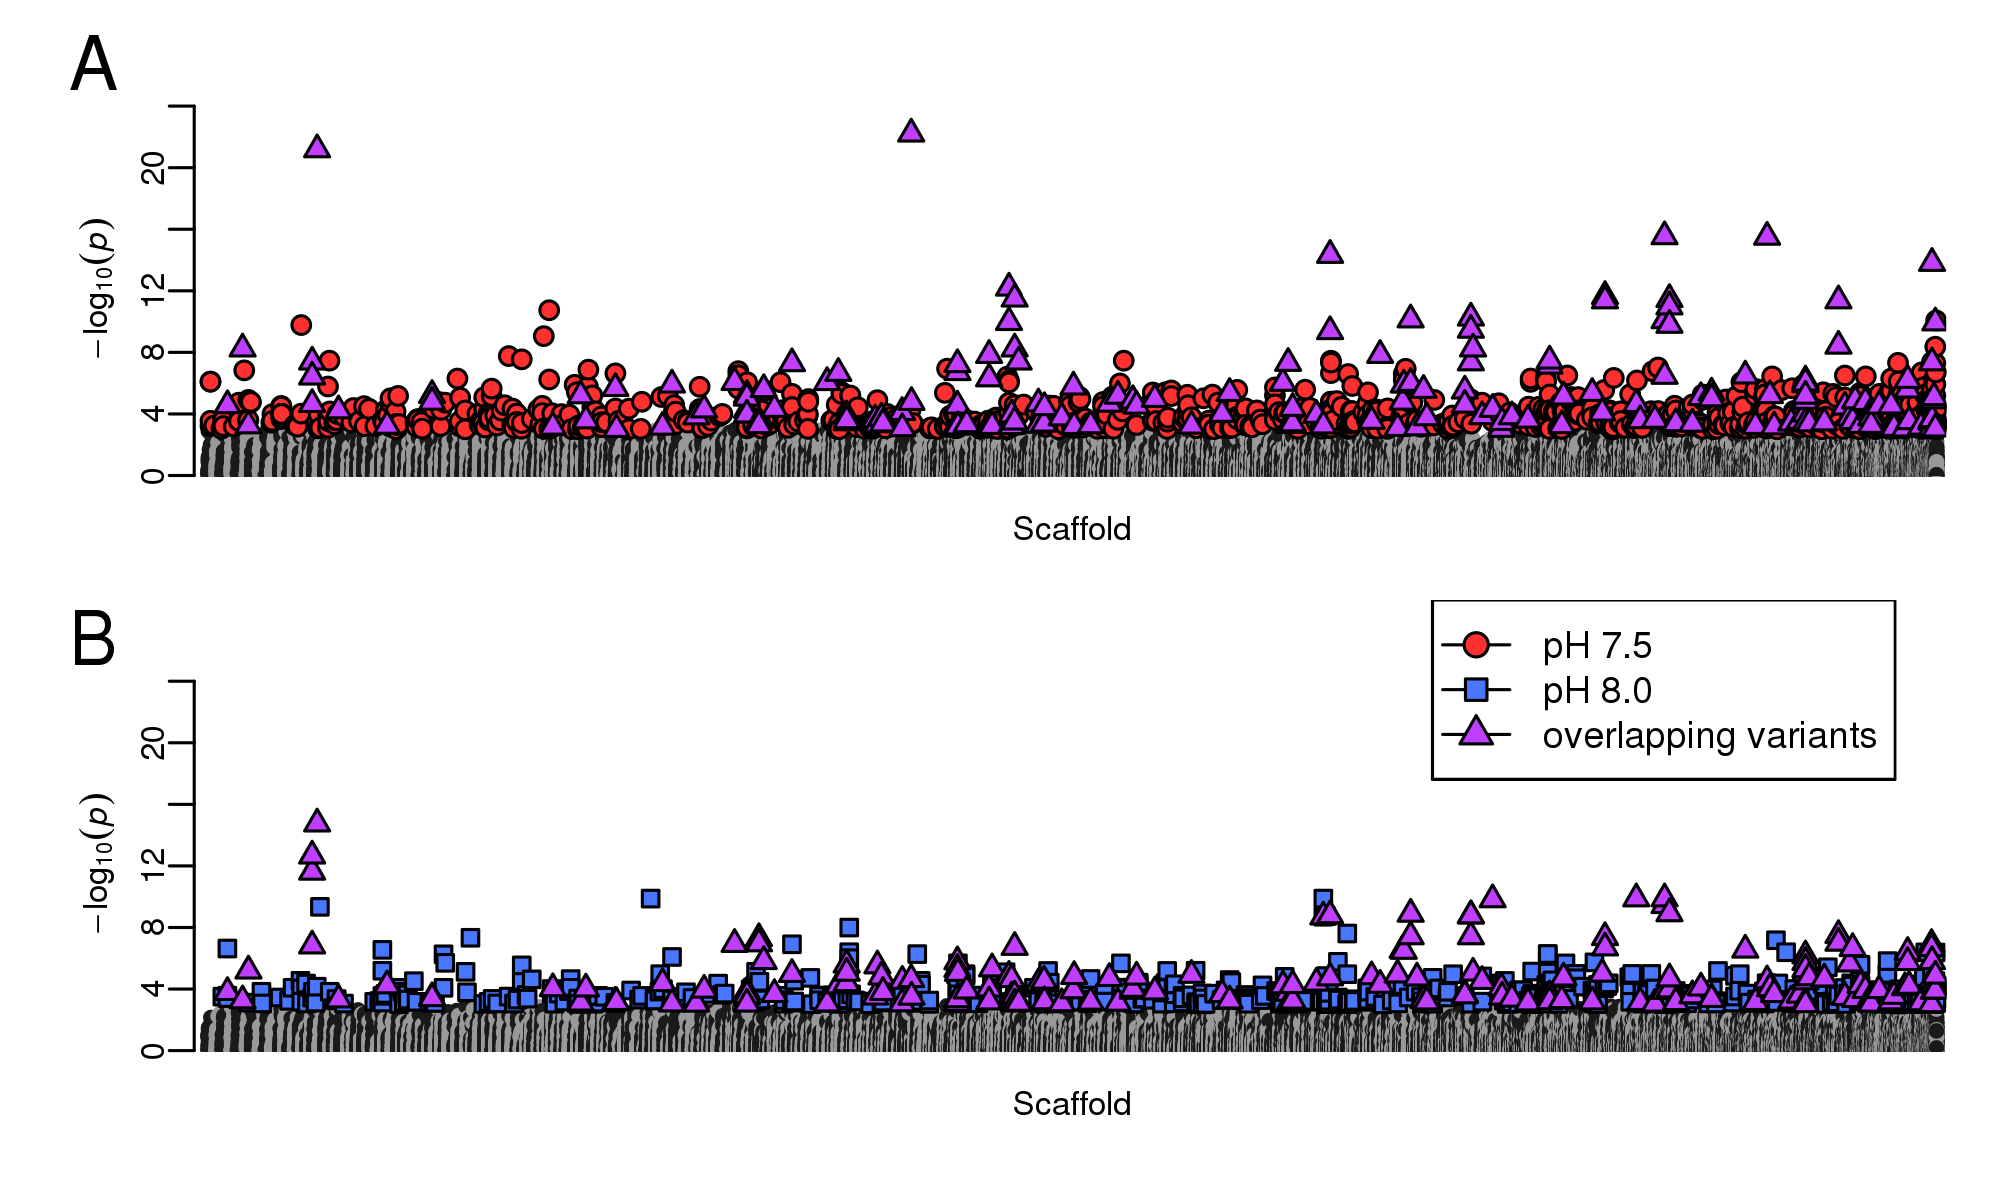 A
20
12
8
4
0
−log₁₀(p)
Scaffold
B
pH 7.5
pH 8.0
overlapping variants
20
12
8
4
0
−log₁₀(p)
Scaffold